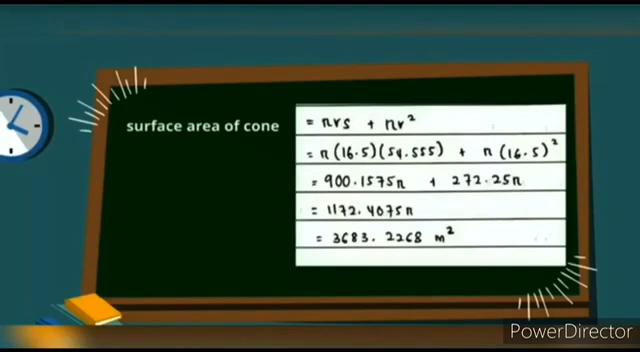 surface area of cone
= πrs + πr²
= π(16.5)(54.555) + π(16.5)²
= 900.1575π + 272.25π
= 1172.4075π
= 3683.2268 m²
PowerDirector